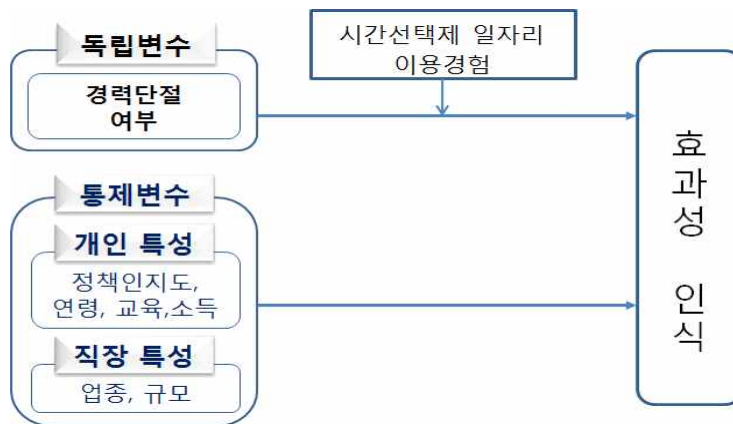 독립변수
경력단절
여부
시간선택제 일자리
이용경험
통제변수
개인 특성
정책인지도,
연령, 교육,소득
직장 특성
업종, 규모
효과성 인식